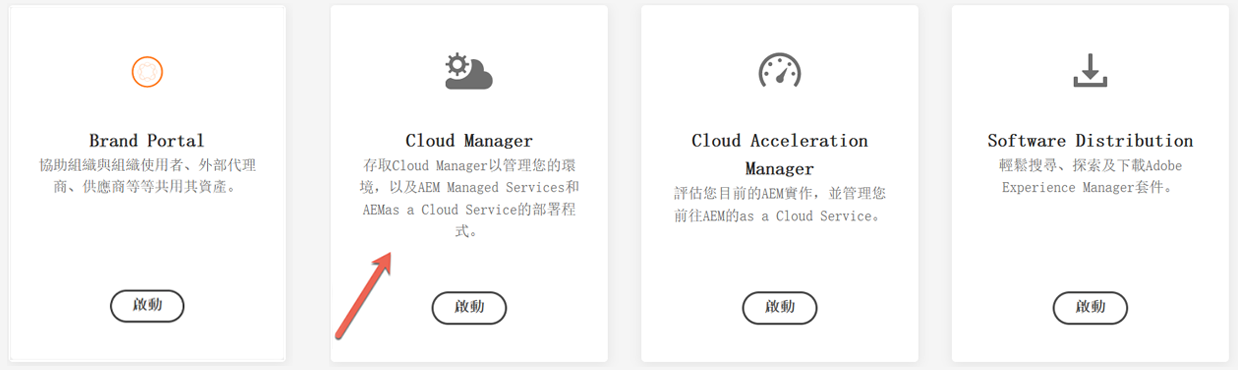 Brand Portal
協助組織與組織使用者、外部代理
商、供應商等等共用其資產。
啟動
Cloud Manager
存取Cloud Manager以管理您的環
境，以及AEM Managed Services和
AEMas a Cloud Service的部署程
式。
啟動
Cloud Acceleration
Manager
評估您目前的AEM實作，並管理您
前往AEM的as a Cloud Service。
啟動
Software Distribution
輕鬆搜尋、探索及下載Adobe
Experience Manager套件。
啟動